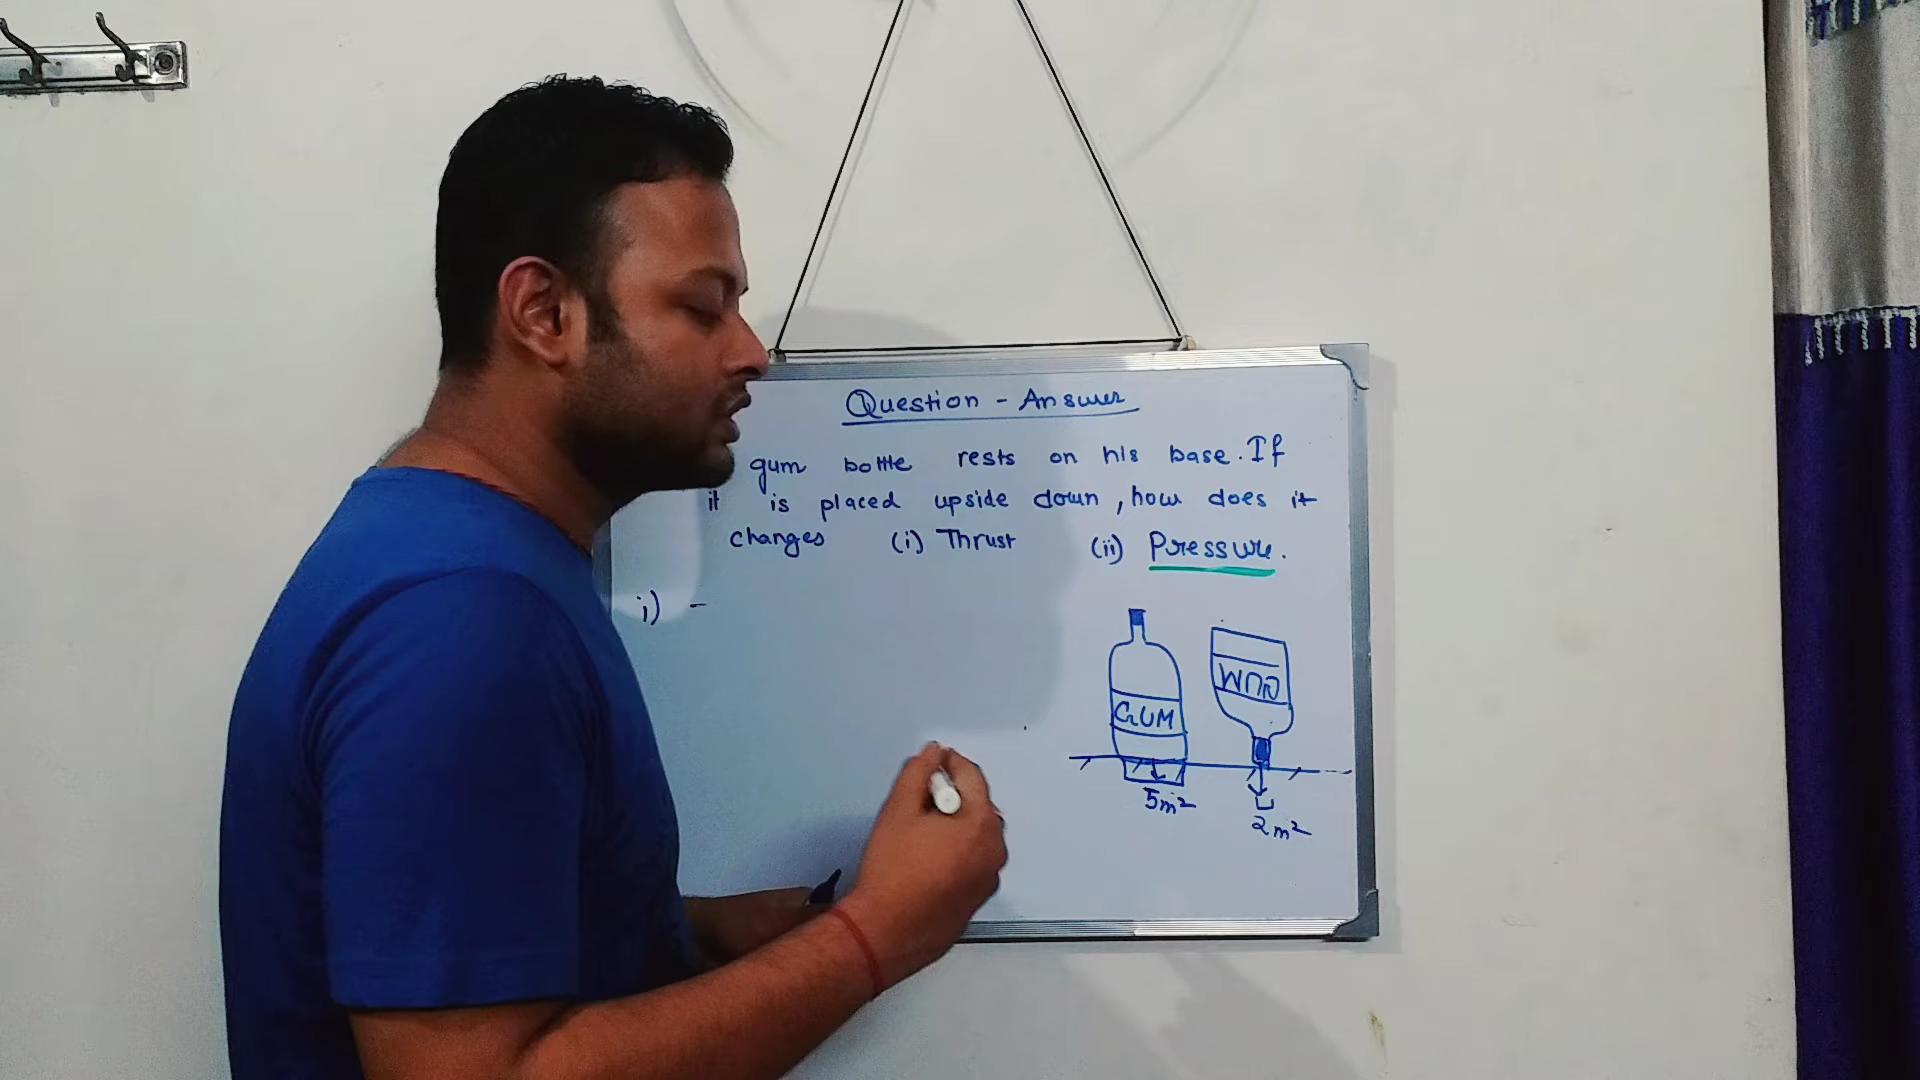 Question - Answer
gum bottle rests on his base. If
it is placed upside down, how does it
changes (i) Thrust (ii) Pressure.
i) -
GUM
5m²
2m²